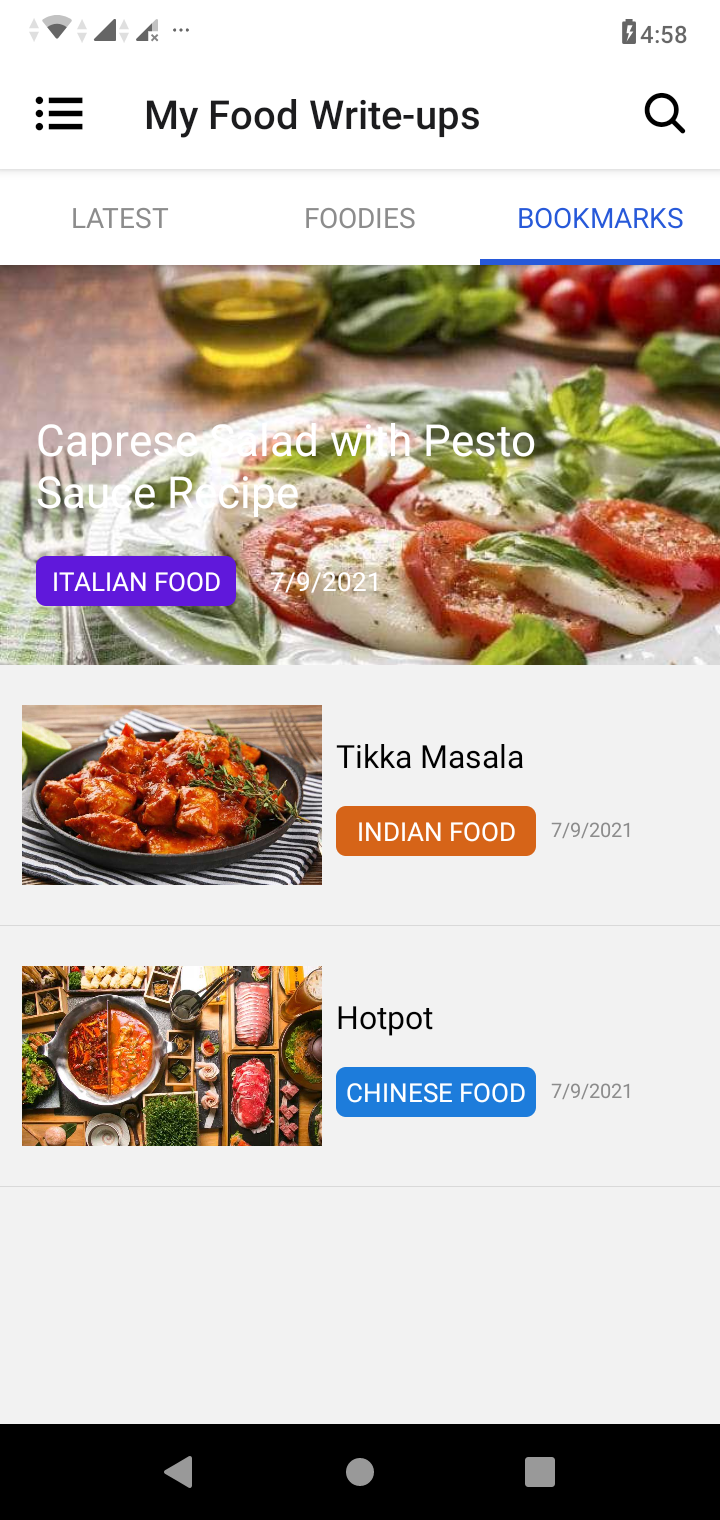 4:58
My Food Write-ups
LATEST
FOODIES
BOOKMARKS
Caprese Salad with Pesto
Sauce Recipe
ITALIAN FOOD
7/9/2021
Tikka Masala
INDIAN FOOD
7/9/2021
Hotpot
CHINESE FOOD
7/9/2021